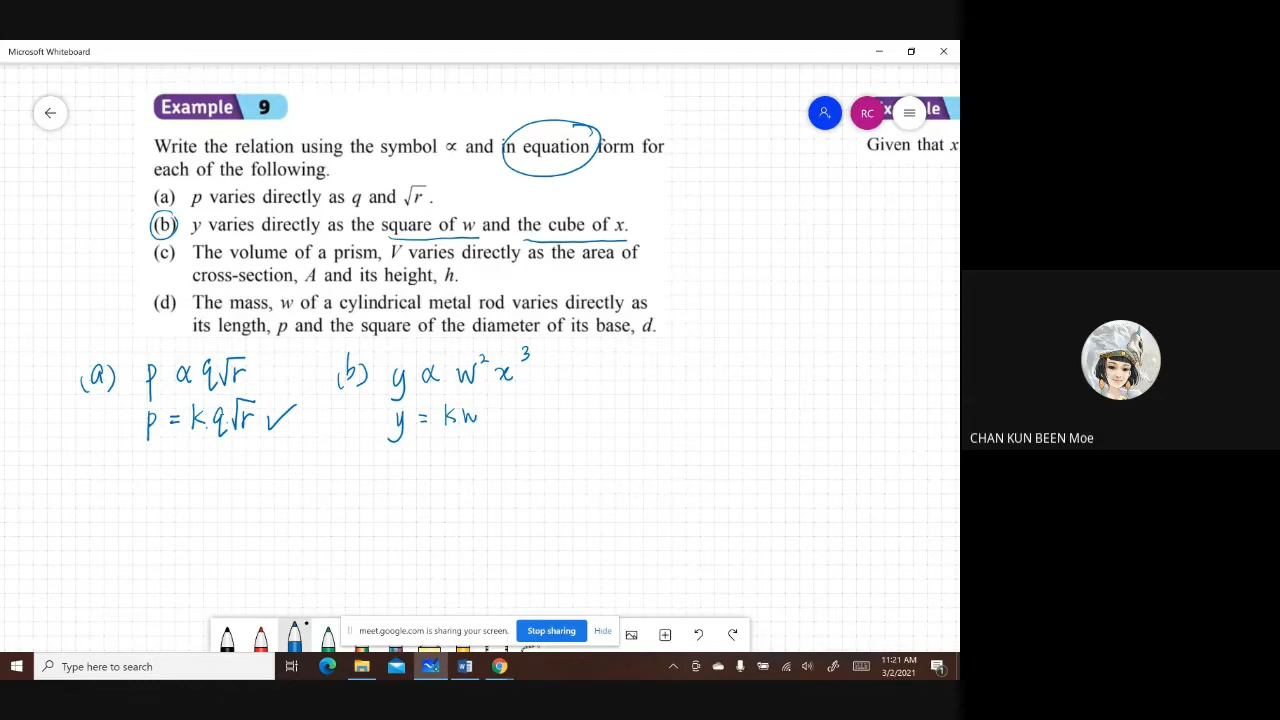 Microsoft Whiteboard
Example 9
Write the relation using the symbol ∝ and in equation form for
each of the following.
(a) p varies directly as q and √r.
(b) y varies directly as the square of w and the cube of x.
(c) The volume of a prism, V varies directly as the area of
cross-section, A and its height, h.
(d) The mass, w of a cylindrical metal rod varies directly as
its length, p and the square of the diameter of its base, d.
RC
Given that x
(a) p ∝ q√r
p = k q √r ✓
(b) y ∝ w² x³
y = kw
CHAN KUN BEEN Moe
meet.google.com is sharing your screen.
Stop sharing
Hide
Type here to search
11:21 AM
3/2/2021
1